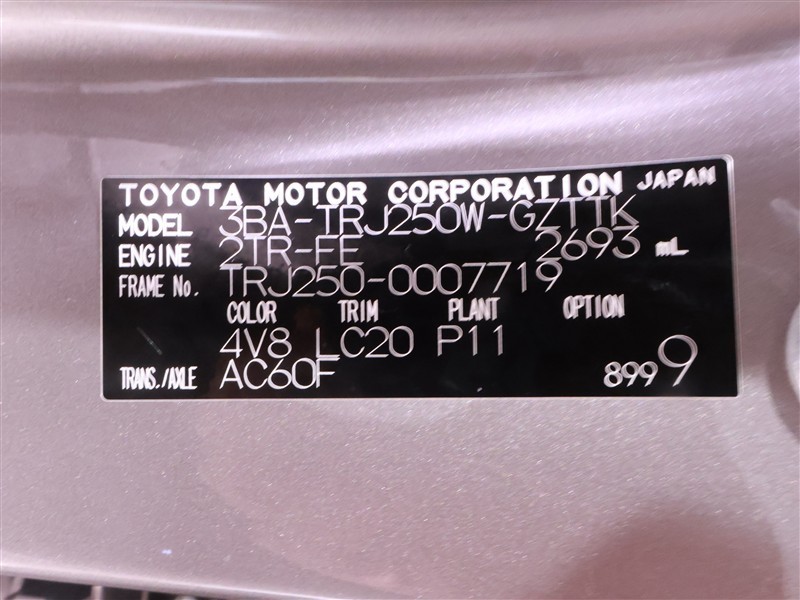 TOYOTA MOTOR CORPORATION JAPAN
MODEL 3BA-TRJ250W-GZTTK
ENGINE 2TR-FE 2693 mL
FRAME No. TRJ250-0007719
COLOR TRIM PLANT OPTION
4V8 LC20 P11
TRANS./AXLE AC60F 8999